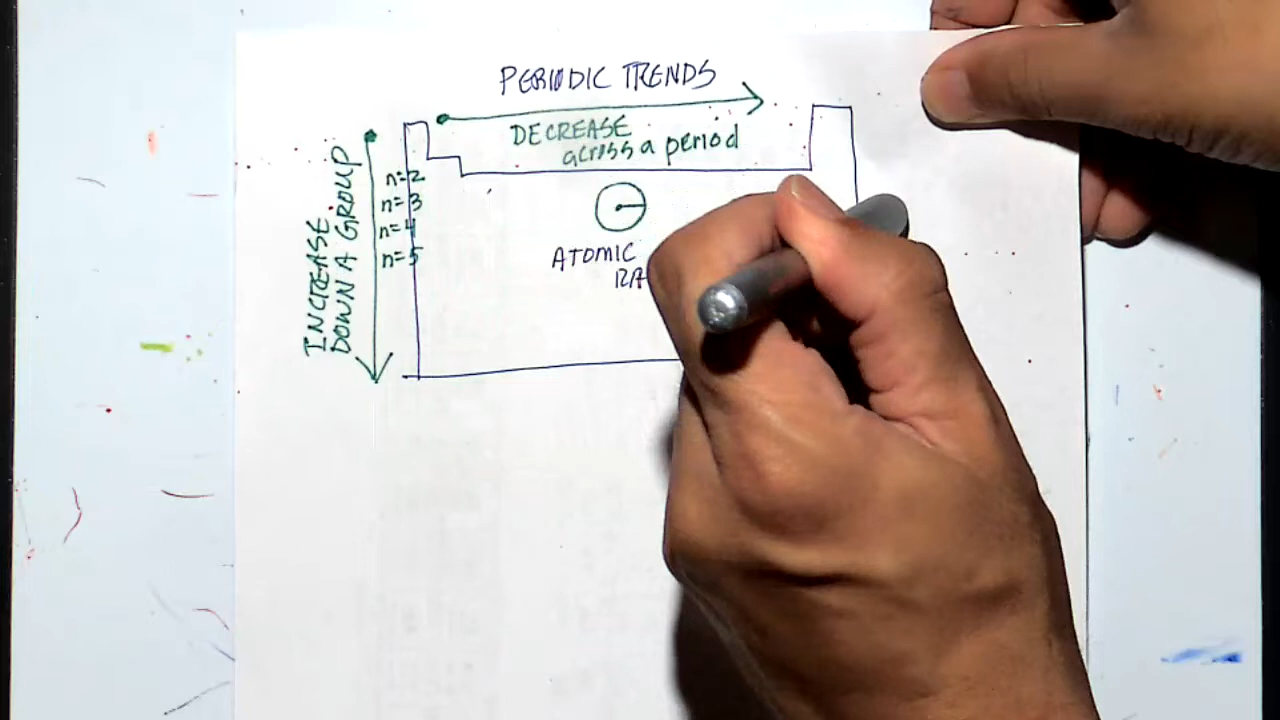 PERIODIC TRENDS
DECREASE
across a period
INCREASE
DOWN A GROUP
n=2
n=3
n=4
n=5
ATOMIC